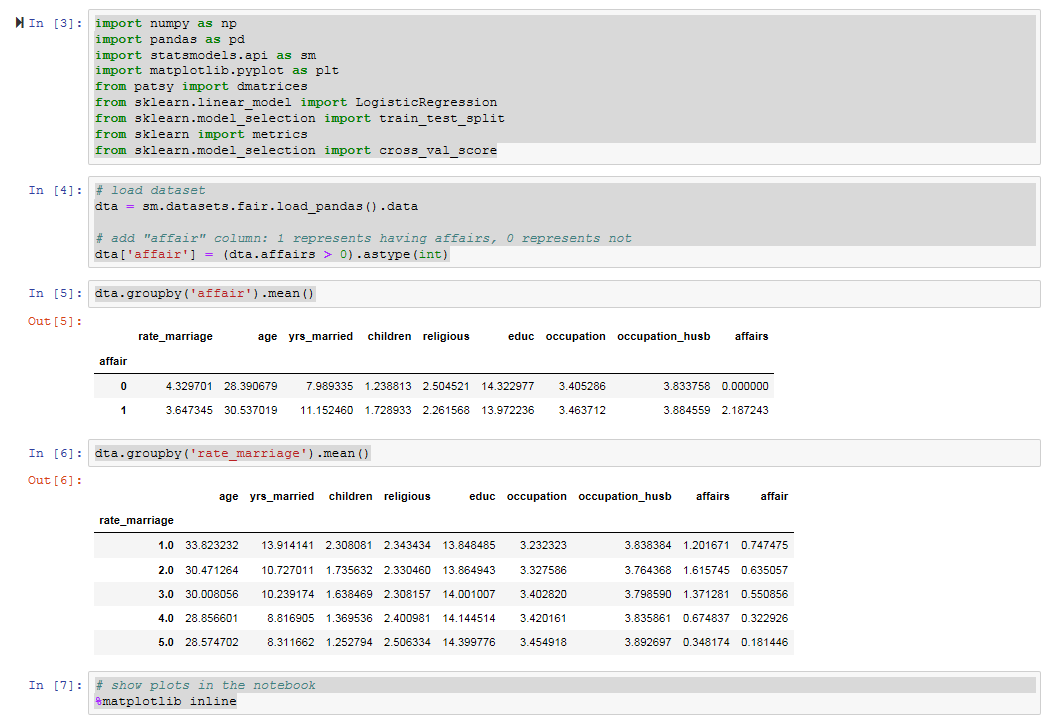 In [3]: import numpy as np
import pandas as pd
import statsmodels.api as sm
import matplotlib.pyplot as plt
from patsy import dmatrices
from sklearn.linear_model import LogisticRegression
from sklearn.model_selection import train_test_split
from sklearn import metrics
from sklearn.model_selection import cross_val_score
In [4]: # load dataset
dta = sm.datasets.fair.load_pandas().data
# add "affair" column: 1 represents having affairs, 0 represents not
dta['affair'] = (dta.affairs > 0).astype(int)
In [5]: dta.groupby('affair').mean()
Out[5]:
rate_marriage age yrs_married children religious educ occupation occupation_husb affairs
affair
0 4.329701 28.390679 7.989335 1.238813 2.504521 14.322977 3.405286 3.833758 0.000000
1 3.647345 30.537019 11.152460 1.728933 2.261568 13.972236 3.463712 3.884559 2.187243
In [6]: dta.groupby('rate_marriage').mean()
Out[6]:
age yrs_married children religious educ occupation occupation_husb affairs affair
rate_marriage
1.0 33.823232 13.914141 2.308081 2.343434 13.848485 3.232323 3.838384 1.201671 0.747475
2.0 30.471264 10.727011 1.735632 2.330460 13.864943 3.327586 3.764368 1.615745 0.635057
3.0 30.008056 10.239174 1.638469 2.308157 14.001007 3.402820 3.798590 1.371281 0.550856
4.0 28.856601 8.816905 1.369536 2.400981 14.144514 3.420161 3.835861 0.674837 0.322926
5.0 28.574702 8.311662 1.252794 2.506334 14.399776 3.454918 3.892697 0.348174 0.181446
In [7]: # show plots in the notebook
%matplotlib inline